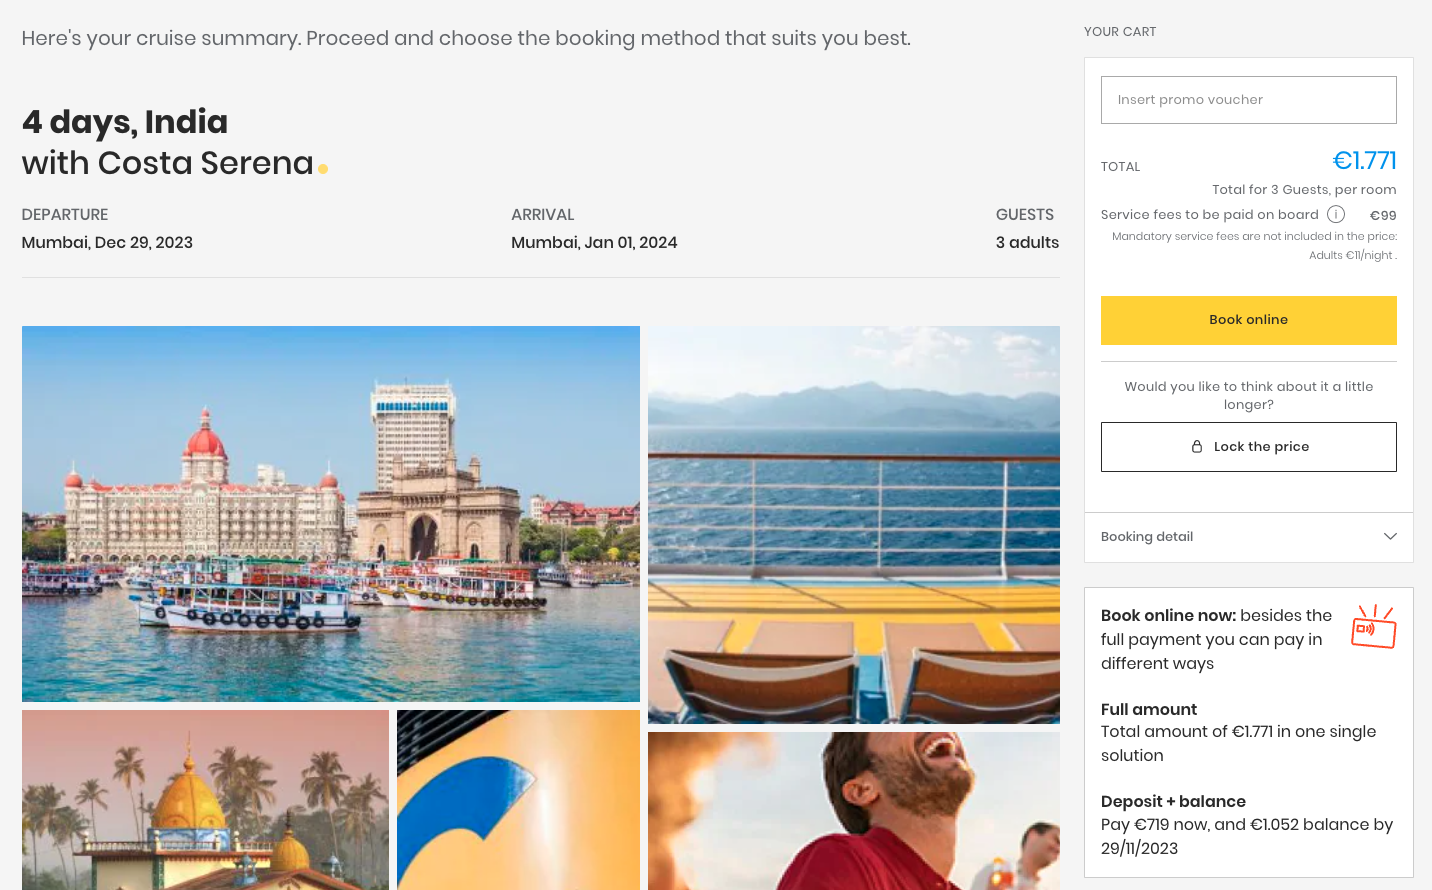 Here's your cruise summary. Proceed and choose the booking method that suits you best.
4 days, India
with Costa Serena.
DEPARTURE
Mumbai, Dec 29, 2023
ARRIVAL
Mumbai, Jan 01, 2024
GUESTS
3 adults
YOUR CART
Insert promo voucher
TOTAL €1.771
Total for 3 Guests, per room
Service fees to be paid on board i €99
Mandatory service fees are not included in the price:
Adults €11/night .
Book online
Would you like to think about it a little
longer?
Lock the price
Booking detail
Book online now: besides the
full payment you can pay in
different ways
Full amount
Total amount of €1.771 in one single
solution
Deposit + balance
Pay €719 now, and €1.052 balance by
29/11/2023